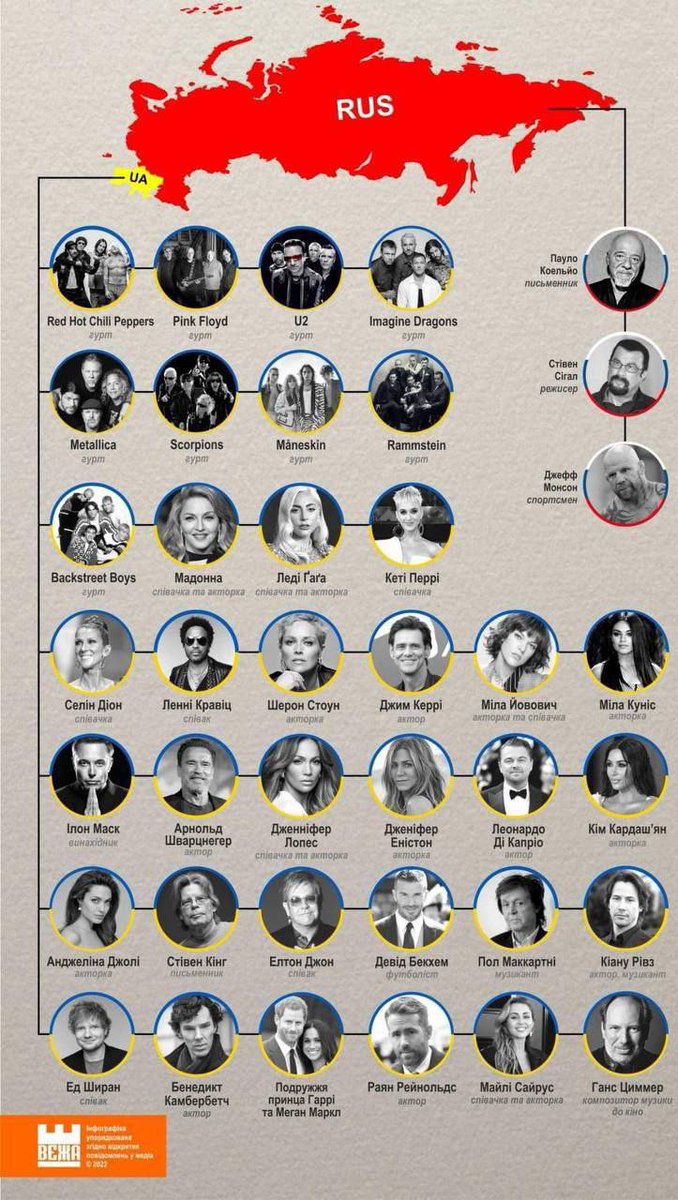 RUS
UA
Red Hot Chili Peppers
гурт
Pink Floyd
гурт
U2
гурт
Imagine Dragons
гурт
Пауло
Коельйо
письменник
Metallica
гурт
Scorpions
гурт
Måneskin
гурт
Rammstein
гурт
Стівен
Сіґал
режисер
Backstreet Boys
гурт
Мадонна
співачка та акторка
Леді Ґаґа
співачка та акторка
Кеті Перрі
співачка
Джефф
Монсон
спортсмен
Селін Діон
співачка
Ленні Кравіц
співак
Шерон Стоун
акторка
Джим Керрі
актор
Міла Йовович
акторка та співачка
Міла Куніс
акторка
Ілон Маск
винахідник
Арнольд
Шварцнегер
актор
Дженніфер
Лопес
співачка та акторка
Дженіфер
Еністон
акторка
Леонардо
Ді Капріо
актор
Кім Кардаш'ян
акторка
Анджеліна Джолі
акторка
Стівен Кінг
письменник
Елтон Джон
співак
Девід Бекхем
футболіст
Пол Маккартні
музикант
Кіану Рівз
актор, музикант
Ед Ширан
співак
Бенедикт
Камбербетч
актор
Подружжя
принца Гаррі
та Меган Маркл
Раян Рейнольдс
актор
Майлі Сайрус
співачка та акторка
Ганс Циммер
композитор музики
до кіно
ВЕЖА
Інфографіка
упорядкована
згідно відкритих
повідомлень у медіа
© 2022